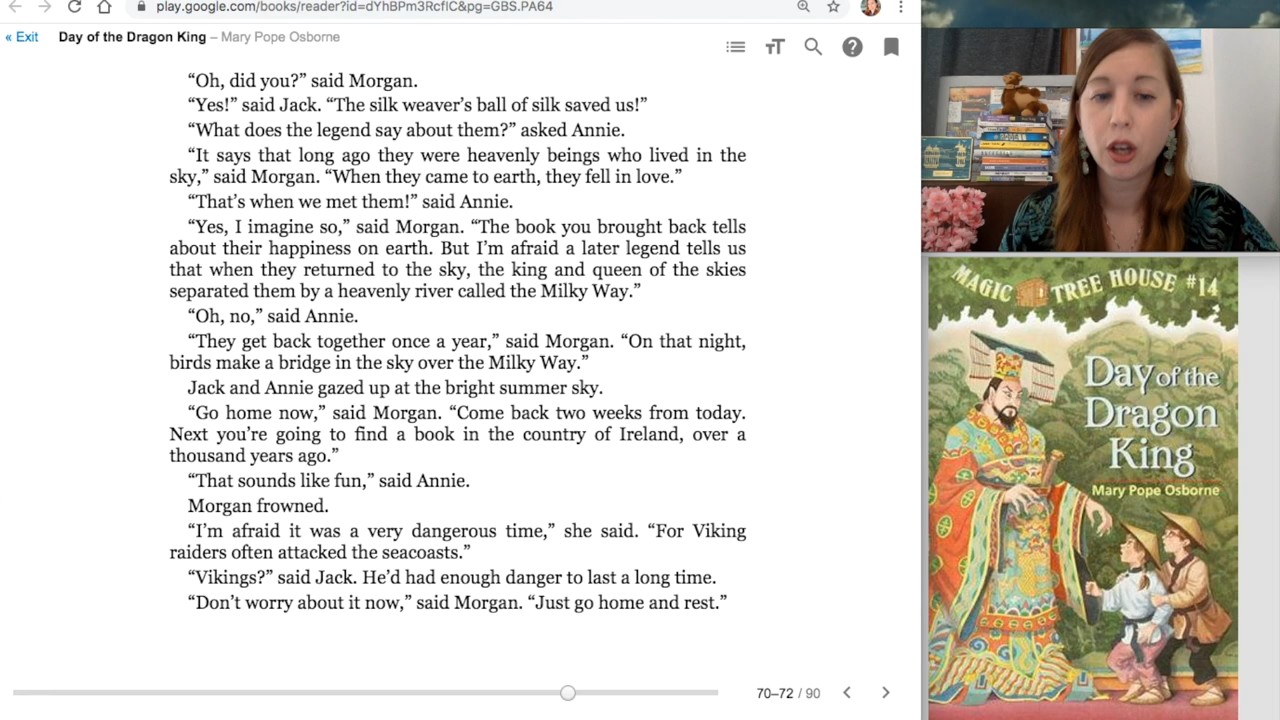 play.google.com/books/reader?id=dYhBPm3RcflC&pg=GBS.PA64
« Exit Day of the Dragon King – Mary Pope Osborne
“Oh, did you?” said Morgan.
“Yes!” said Jack. “The silk weaver’s ball of silk saved us!”
“What does the legend say about them?” asked Annie.
“It says that long ago they were heavenly beings who lived in the
sky,” said Morgan. “When they came to earth, they fell in love.”
“That’s when we met them!” said Annie.
“Yes, I imagine so,” said Morgan. “The book you brought back tells
about their happiness on earth. But I’m afraid a later legend tells us
that when they returned to the sky, the king and queen of the skies
separated them by a heavenly river called the Milky Way.”
“Oh, no,” said Annie.
“They get back together once a year,” said Morgan. “On that night,
birds make a bridge in the sky over the Milky Way.”
Jack and Annie gazed up at the bright summer sky.
“Go home now,” said Morgan. “Come back two weeks from today.
Next you’re going to find a book in the country of Ireland, over a
thousand years ago.”
“That sounds like fun,” said Annie.
Morgan frowned.
“I’m afraid it was a very dangerous time,” she said. “For Viking
raiders often attacked the seacoasts.”
“Vikings?” said Jack. He’d had enough danger to last a long time.
“Don’t worry about it now,” said Morgan. “Just go home and rest.”
70–72 / 90
MAGIC TREE HOUSE #14
Day of the
Dragon
King
Mary Pope Osborne